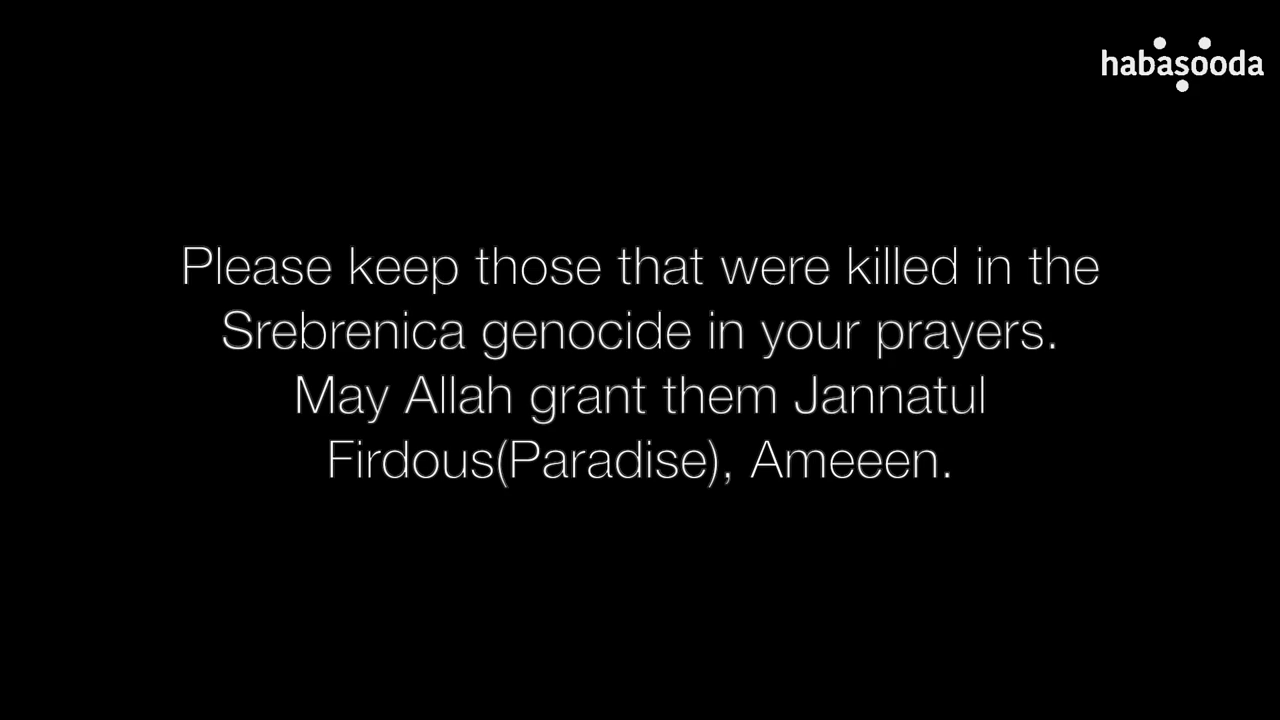 habasooda
Please keep those that were killed in the
Srebrenica genocide in your prayers.
May Allah grant them Jannatul
Firdous(Paradise), Ameeen.